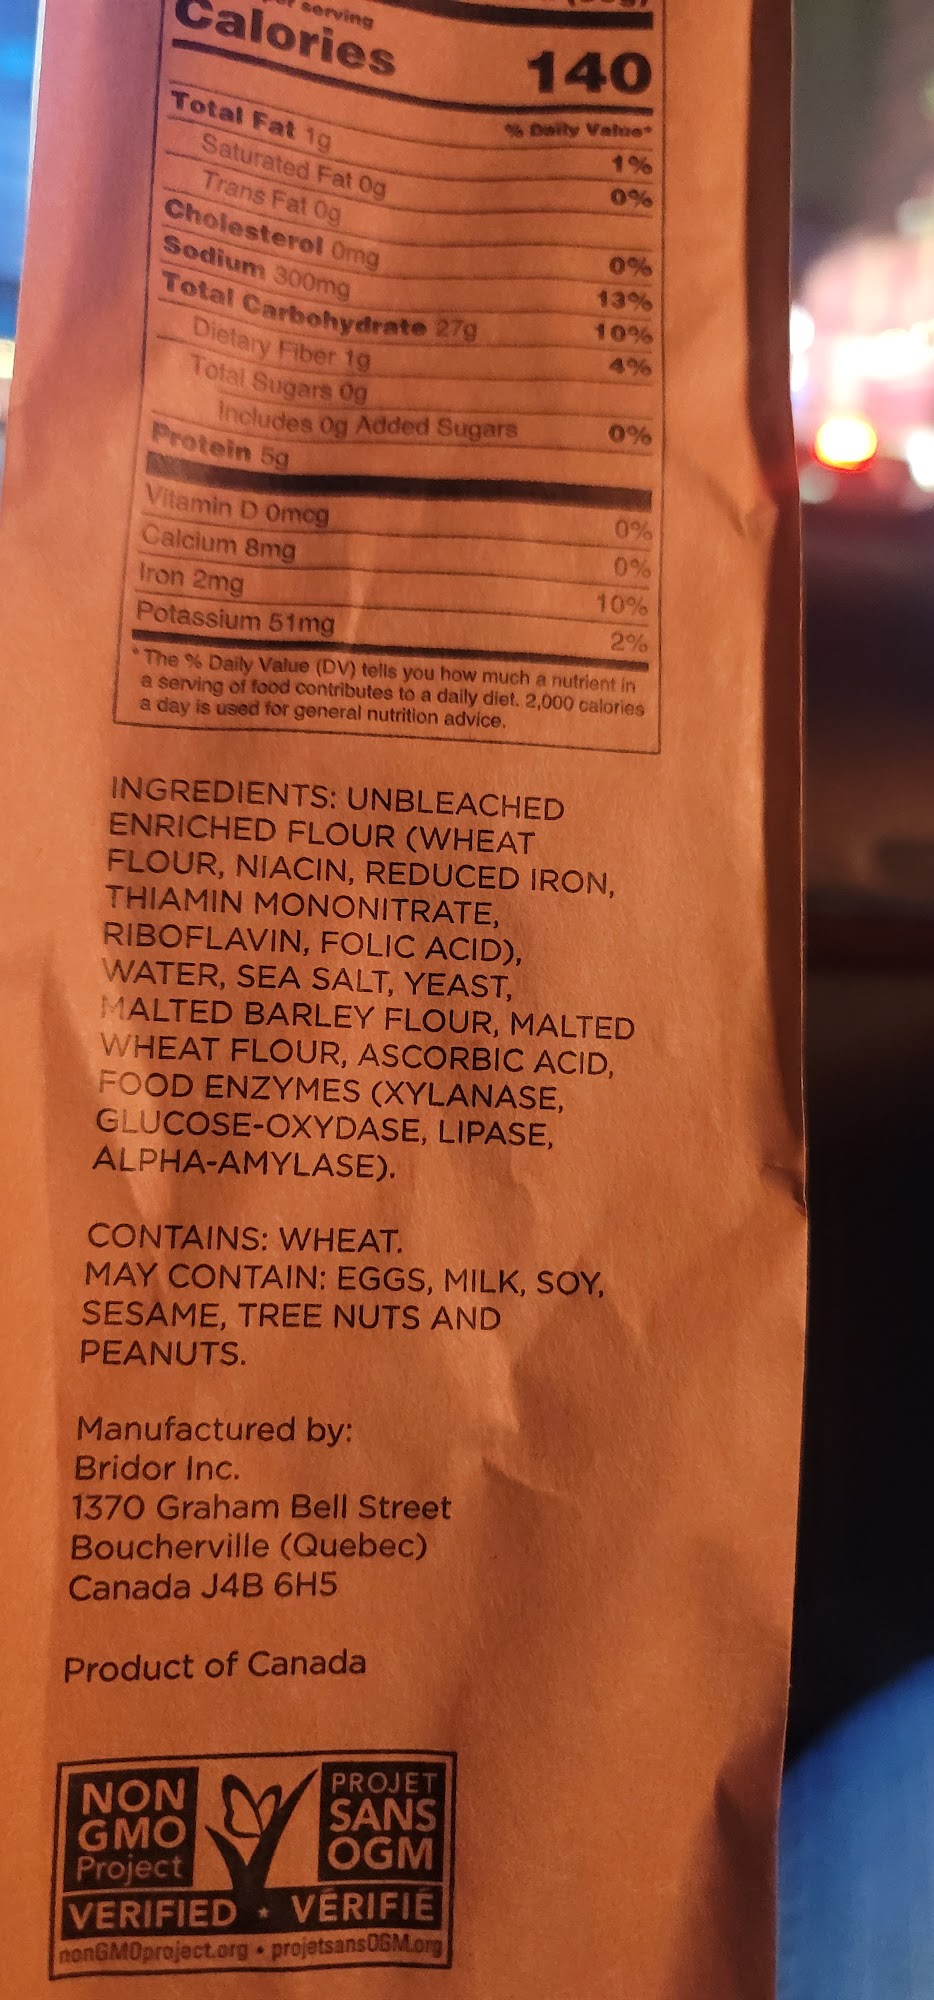 serving
Calories 140
% Daily Value*
Total Fat 1g 1%
Saturated Fat 0g 0%
Trans Fat 0g
Cholesterol 0mg 0%
Sodium 300mg 13%
Total Carbohydrate 27g 10%
Dietary Fiber 1g 4%
Total Sugars 0g
Includes 0g Added Sugars 0%
Protein 5g
Vitamin D 0mcg 0%
Calcium 8mg 0%
Iron 2mg 10%
Potassium 51mg 2%
* The % Daily Value (DV) tells you how much a nutrient in
a serving of food contributes to a daily diet. 2,000 calories
a day is used for general nutrition advice.
INGREDIENTS: UNBLEACHED
ENRICHED FLOUR (WHEAT
FLOUR, NIACIN, REDUCED IRON,
THIAMIN MONONITRATE,
RIBOFLAVIN, FOLIC ACID),
WATER, SEA SALT, YEAST,
MALTED BARLEY FLOUR, MALTED
WHEAT FLOUR, ASCORBIC ACID,
FOOD ENZYMES (XYLANASE,
GLUCOSE-OXYDASE, LIPASE,
ALPHA-AMYLASE).
CONTAINS: WHEAT.
MAY CONTAIN: EGGS, MILK, SOY,
SESAME, TREE NUTS AND
PEANUTS.
Manufactured by:
Bridor Inc.
1370 Graham Bell Street
Boucherville (Quebec)
Canada J4B 6H5
Product of Canada
NON
GMO
Project
PROJET
SANS
OGM
VERIFIED * VÉRIFIÉ
nonGMOproject.org • projetsansOGM.org